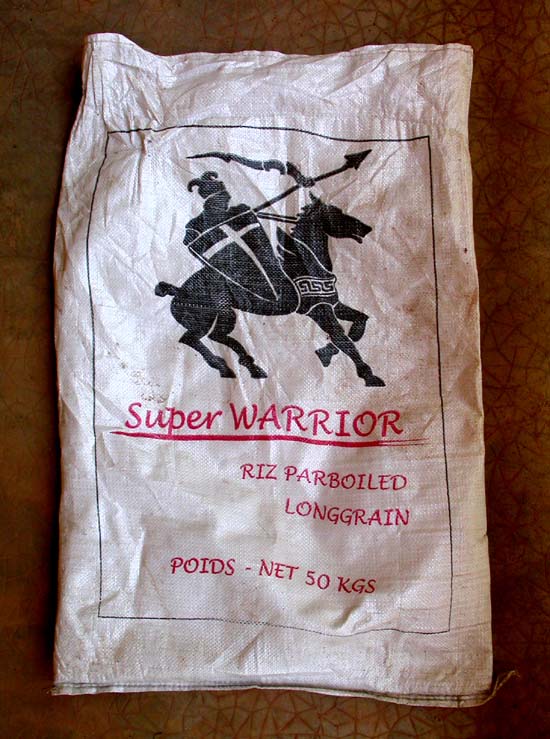 Super WARRIOR
RIZ PARBOILED
LONGGRAIN
POIDS - NET 50 KGS